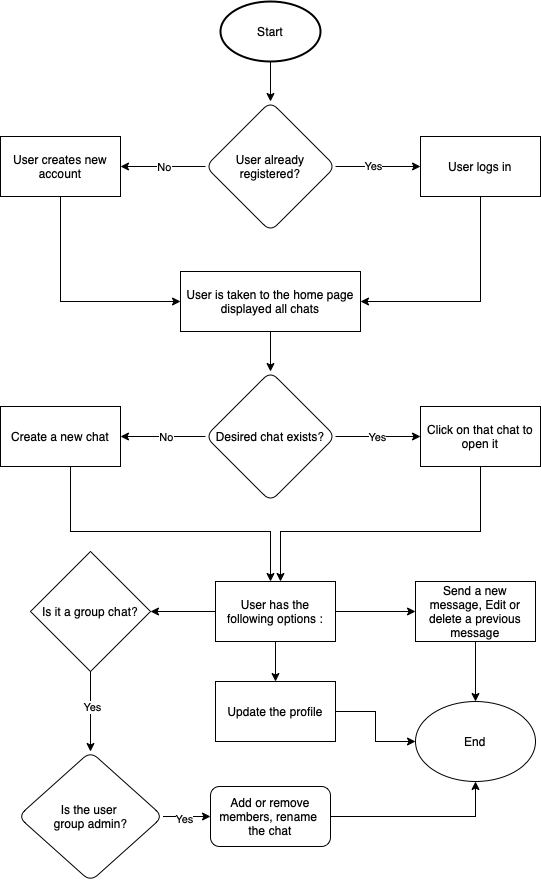 Start
User already
registered?
No
Yes
User creates new
account
User logs in
User is taken to the home page
displayed all chats
Desired chat exists?
No
Yes
Create a new chat
Click on that chat to
open it
User has the
following options :
Is it a group chat?
Send a new
message, Edit or
delete a previous
message
Yes
Update the profile
End
Is the user
group admin?
Yes
Add or remove
members, rename
the chat